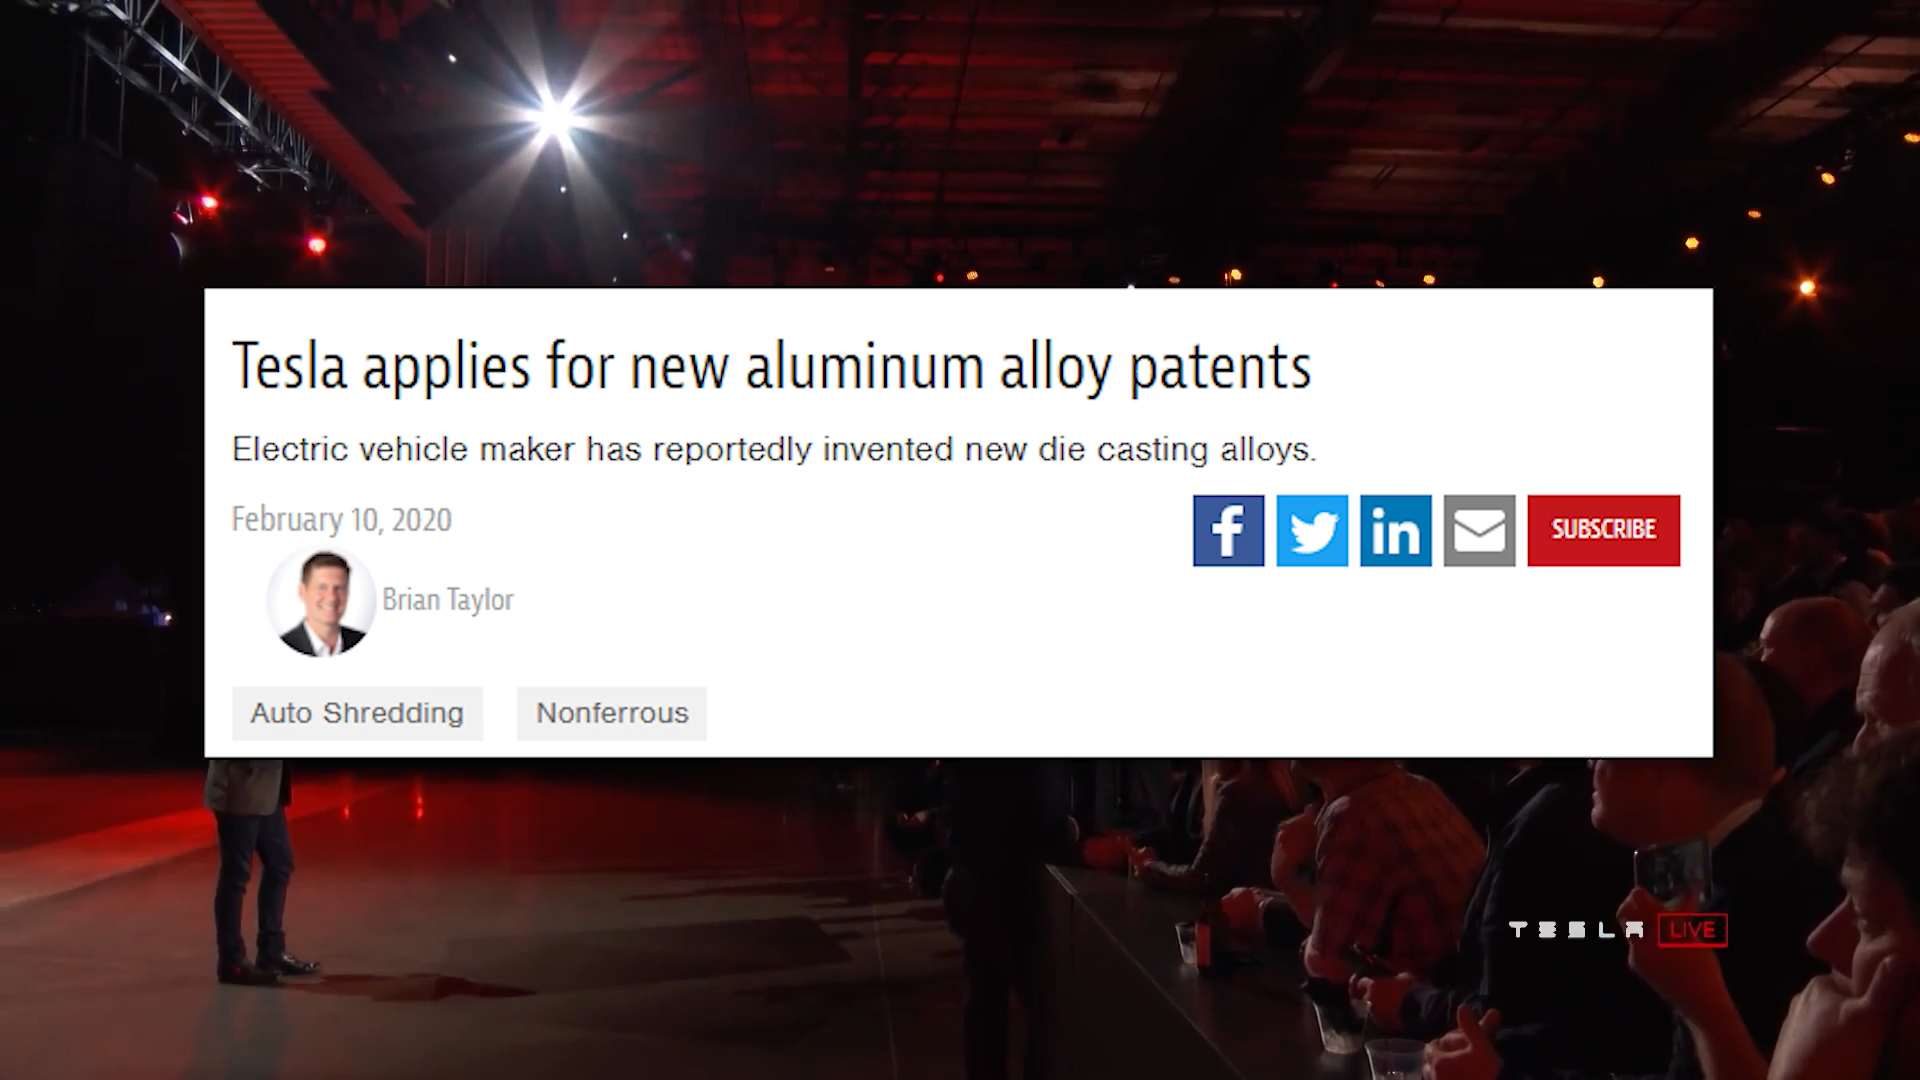 Tesla applies for new aluminum alloy patents
Electric vehicle maker has reportedly invented new die casting alloys.
February 10, 2020
SUBSCRIBE
Brian Taylor
Auto Shredding
Nonferrous
TESLA LIVE